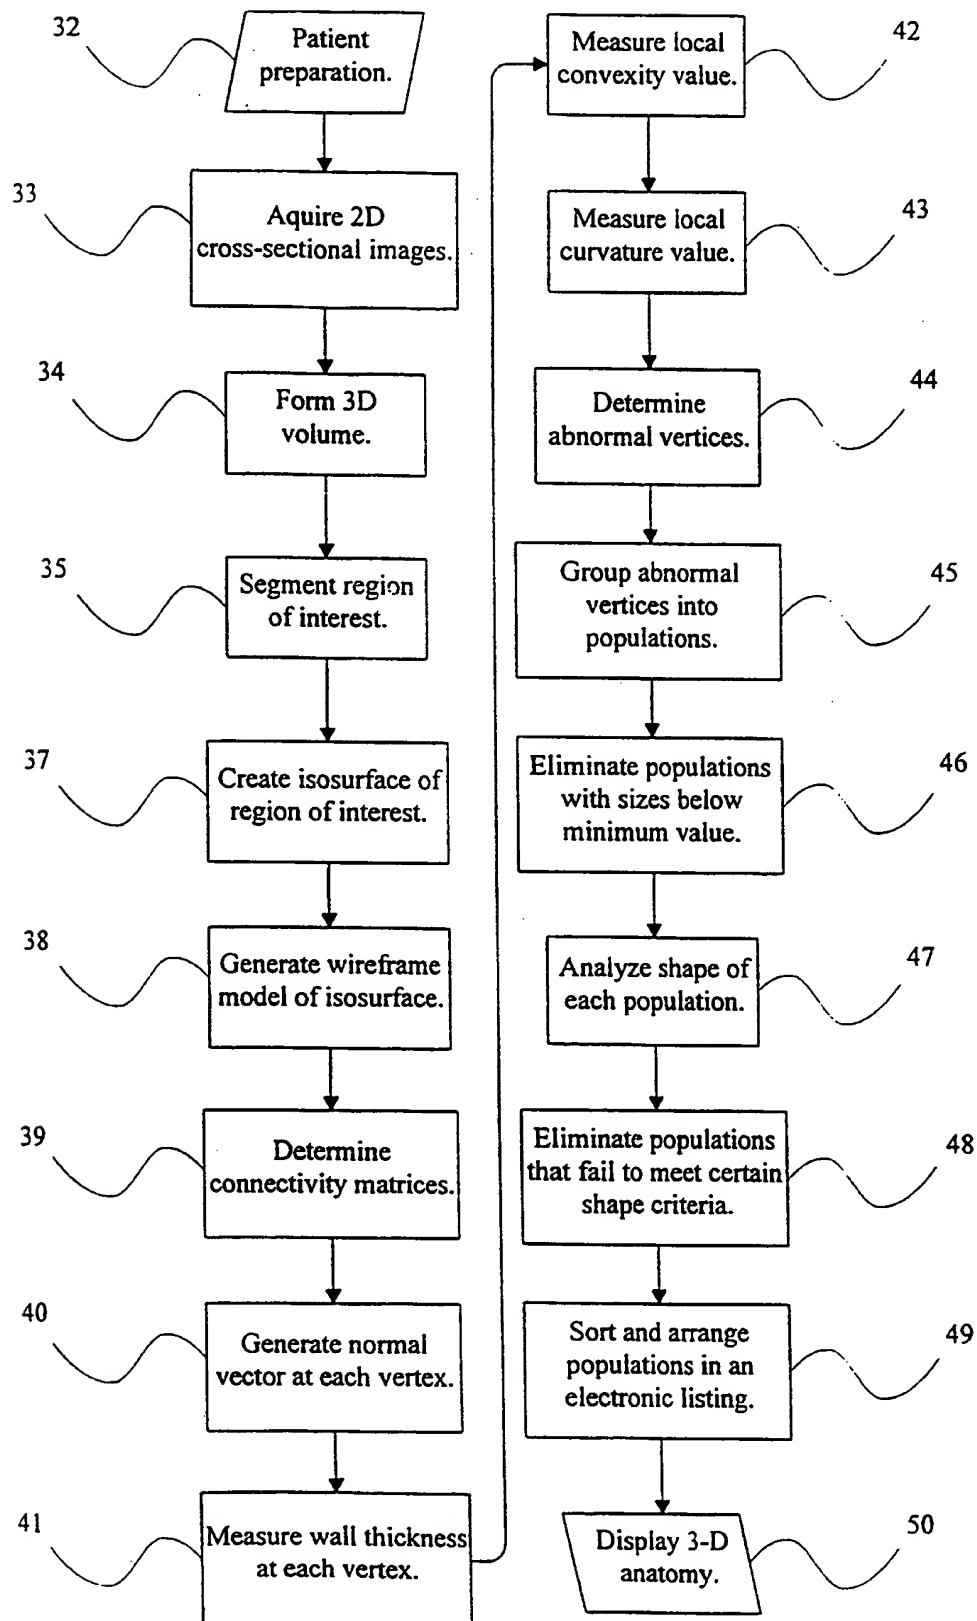 32
Patient
preparation.
33
Aquire 2D
cross-sectional images.
34
Form 3D
volume.
35
Segment region
of interest.
37
Create isosurface of
region of interest.
38
Generate wireframe
model of isosurface.
39
Determine
connectivity matrices.
40
Generate normal
vector at each vertex.
41
Measure wall thickness
at each vertex.
42
Measure local
convexity value.
43
Measure local
curvature value.
44
Determine
abnormal vertices.
45
Group abnormal
vertices into
populations.
46
Eliminate populations
with sizes below
minimum value.
47
Analyze shape of
each population.
48
Eliminate populations
that fail to meet certain
shape criteria.
49
Sort and arrange
populations in an
electronic listing.
50
Display 3-D
anatomy.